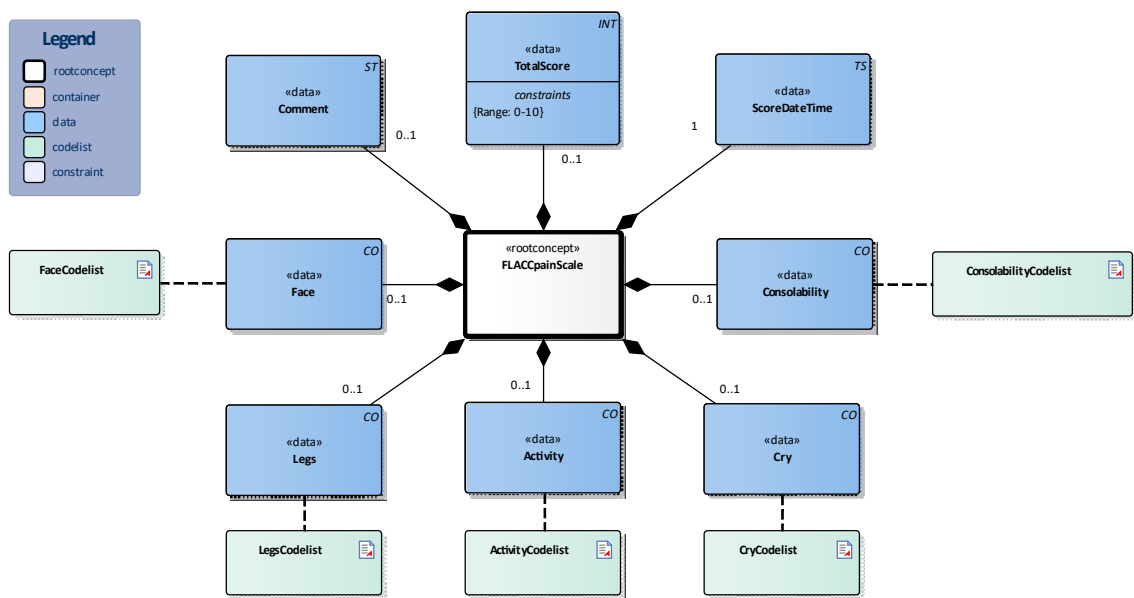 Legend
rootconcept
container
data
codelist
constraint
ST
«data»
Comment
0..1
INT
«data»
TotalScore
constraints
{Range: 0-10}
0..1
TS
«data»
ScoreDateTime
1
FaceCodelist
CO
«data»
Face
0..1
«rootconcept»
FLACCpainScale
CO
«data»
Consolability
0..1
ConsolabilityCodelist
0..1
CO
«data»
Legs
0..1
CO
«data»
Activity
0..1
CO
«data»
Cry
LegsCodelist
ActivityCodelist
CryCodelist